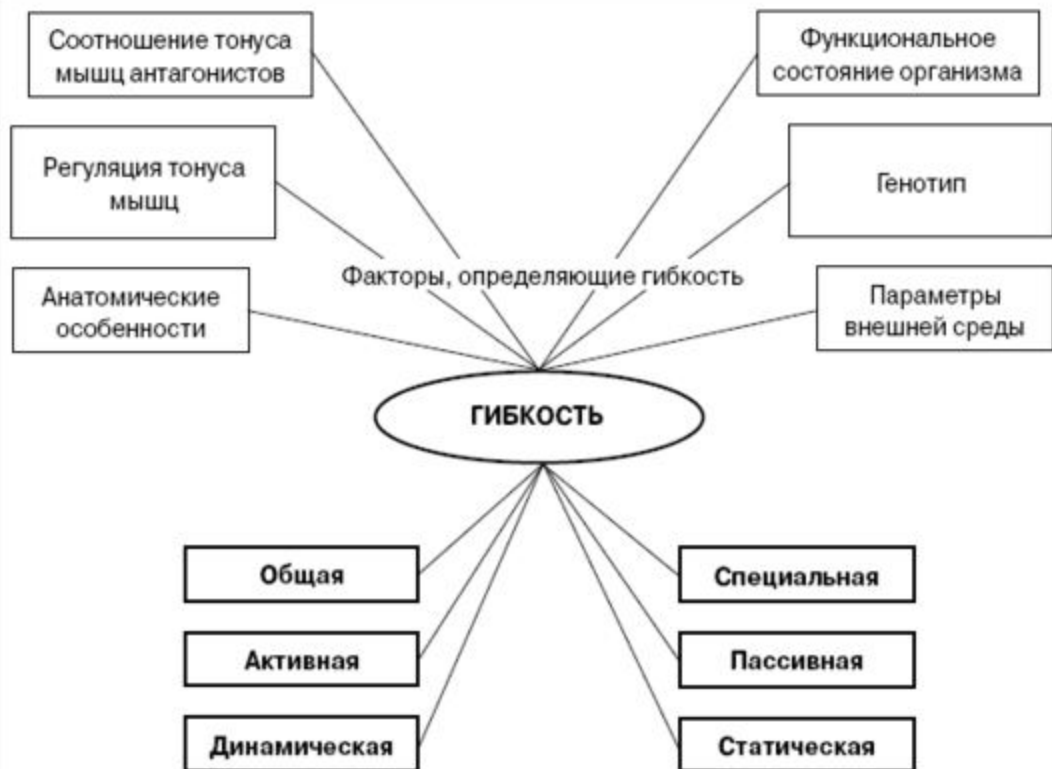 Соотношение тонуса
мышц антагонистов
Функциональное
состояние организма
Регуляция тонуса
мышц
Генотип
Факторы, определяющие гибкость
Анатомические
особенности
Параметры
внешней среды
ГИБКОСТЬ
Общая
Специальная
Активная
Пассивная
Динамическая
Статическая